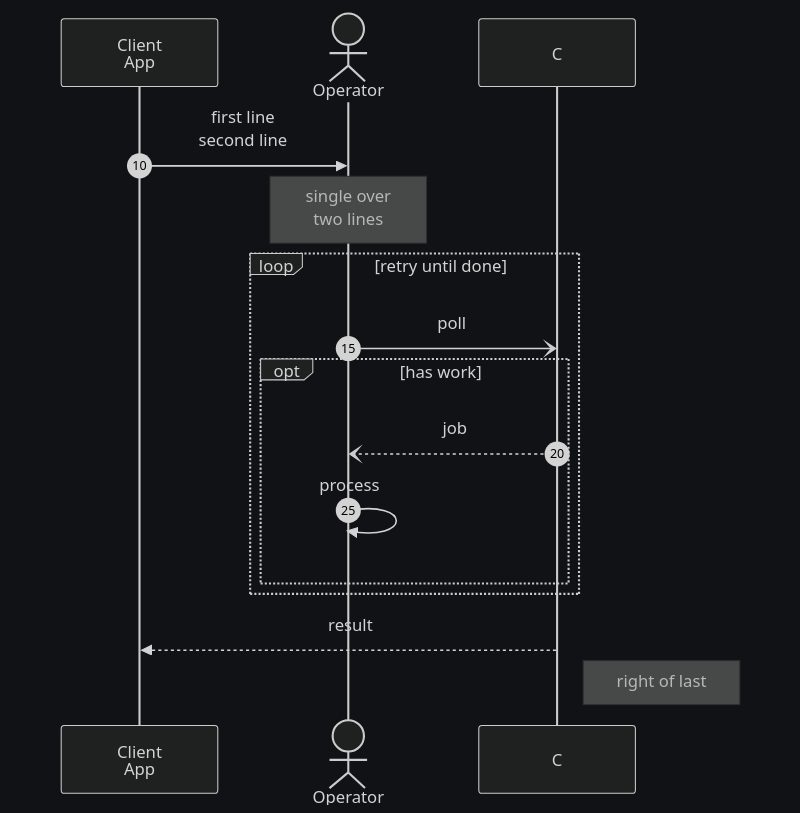 Client
App
Operator
C
first line
second line
10
single over
two lines
loop
[retry until done]
poll
15
opt
[has work]
job
20
process
25
result
right of last
Client
App
Operator
C